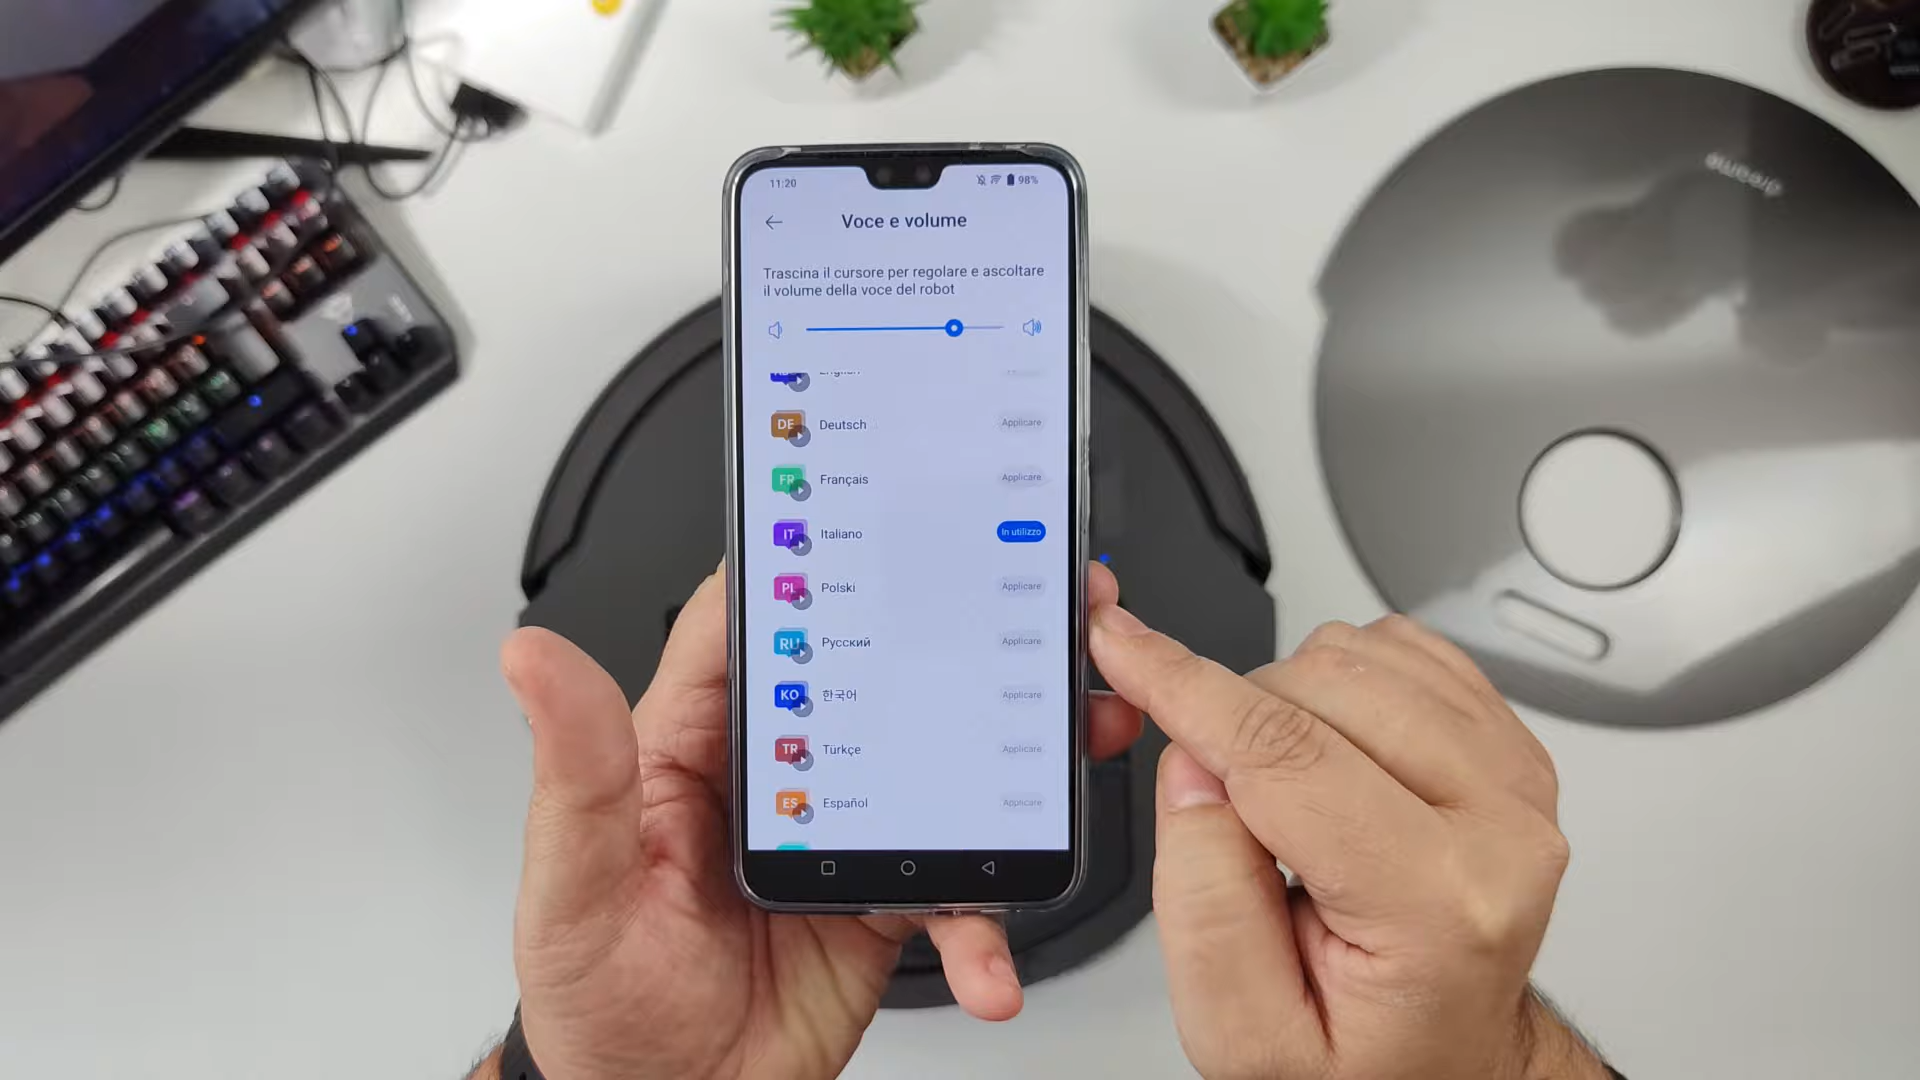 11:20
98%
Voce e volume
Trascina il cursore per regolare e ascoltare
il volume della voce del robot
English
DE Deutsch Applicare
FR Français Applicare
IT Italiano In utilizzo
PL Polski Applicare
RU Русский Applicare
KO 한국어 Applicare
TR Türkçe Applicare
ES Español Applicare
dreame